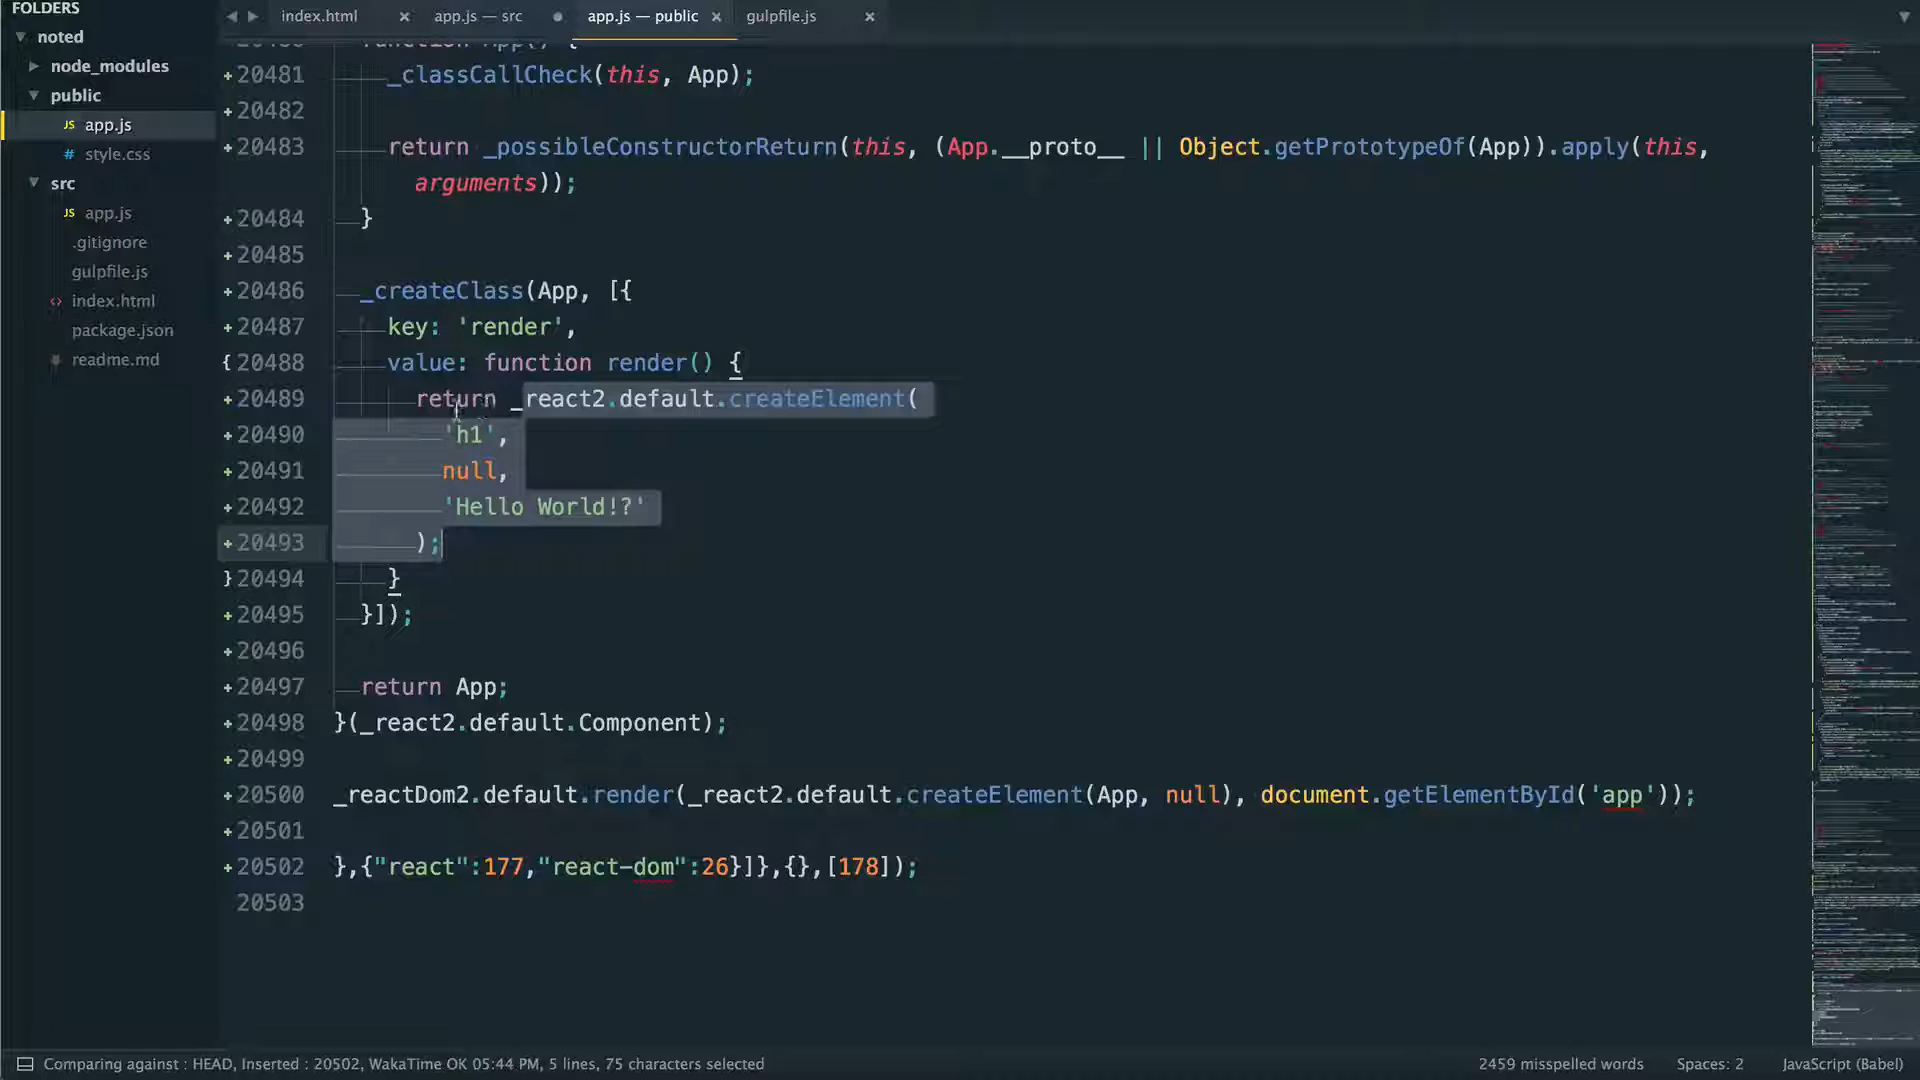 FOLDERS
noted
node_modules
public
JS app.js
# style.css
src
JS app.js
.gitignore
gulpfile.js
<> index.html
package.json
readme.md
index.html ×
app.js — src
app.js — public ×
gulpfile.js ×
20481 _classCallCheck(this, App);
20482
20483 return _possibleConstructorReturn(this, (App.__proto__ || Object.getPrototypeOf(App)).apply(this,
arguments));
20484 }
20485
20486 _createClass(App, [{
20487 key: 'render',
20488 value: function render() {
20489 return _react2.default.createElement(
20490 'h1',
20491 null,
20492 'Hello World!?'
20493 );
20494 }
20495 }]);
20496
20497 return App;
20498 }(_react2.default.Component);
20499
20500 _reactDom2.default.render(_react2.default.createElement(App, null), document.getElementById('app'));
20501
20502 },{"react":177,"react-dom":26}]},{},[178]);
20503
Comparing against : HEAD, Inserted : 20502, WakaTime OK 05:44 PM, 5 lines, 75 characters selected
2459 misspelled words
Spaces: 2
JavaScript (Babel)